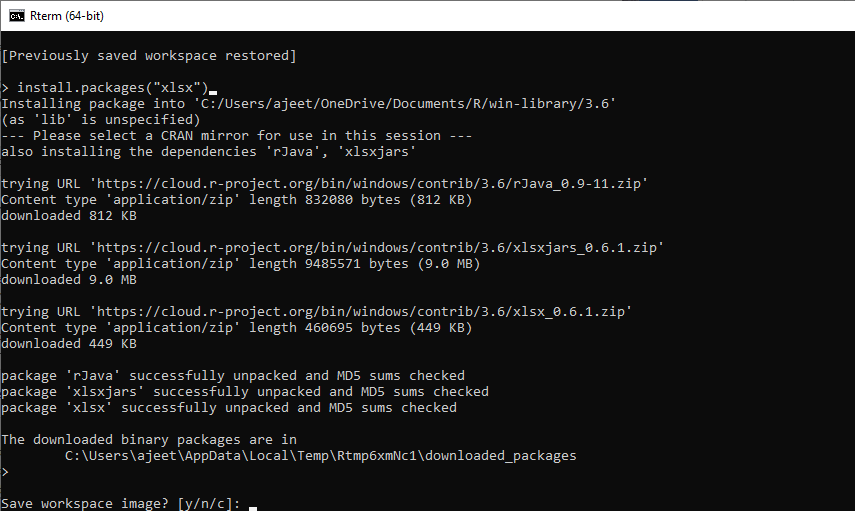 Rterm (64-bit)
[Previously saved workspace restored]
> install.packages("xlsx")
Installing package into 'C:/Users/ajeet/OneDrive/Documents/R/win-library/3.6'
(as 'lib' is unspecified)
--- Please select a CRAN mirror for use in this session ---
also installing the dependencies 'rJava', 'xlsxjars'
trying URL 'https://cloud.r-project.org/bin/windows/contrib/3.6/rJava_0.9-11.zip'
Content type 'application/zip' length 832080 bytes (812 KB)
downloaded 812 KB
trying URL 'https://cloud.r-project.org/bin/windows/contrib/3.6/xlsxjars_0.6.1.zip'
Content type 'application/zip' length 9485571 bytes (9.0 MB)
downloaded 9.0 MB
trying URL 'https://cloud.r-project.org/bin/windows/contrib/3.6/xlsx_0.6.1.zip'
Content type 'application/zip' length 460695 bytes (449 KB)
downloaded 449 KB
package 'rJava' successfully unpacked and MD5 sums checked
package 'xlsxjars' successfully unpacked and MD5 sums checked
package 'xlsx' successfully unpacked and MD5 sums checked
The downloaded binary packages are in
C:\Users\ajeet\AppData\Local\Temp\Rtmp6xmNc1\downloaded_packages
>
Save workspace image? [y/n/c]: